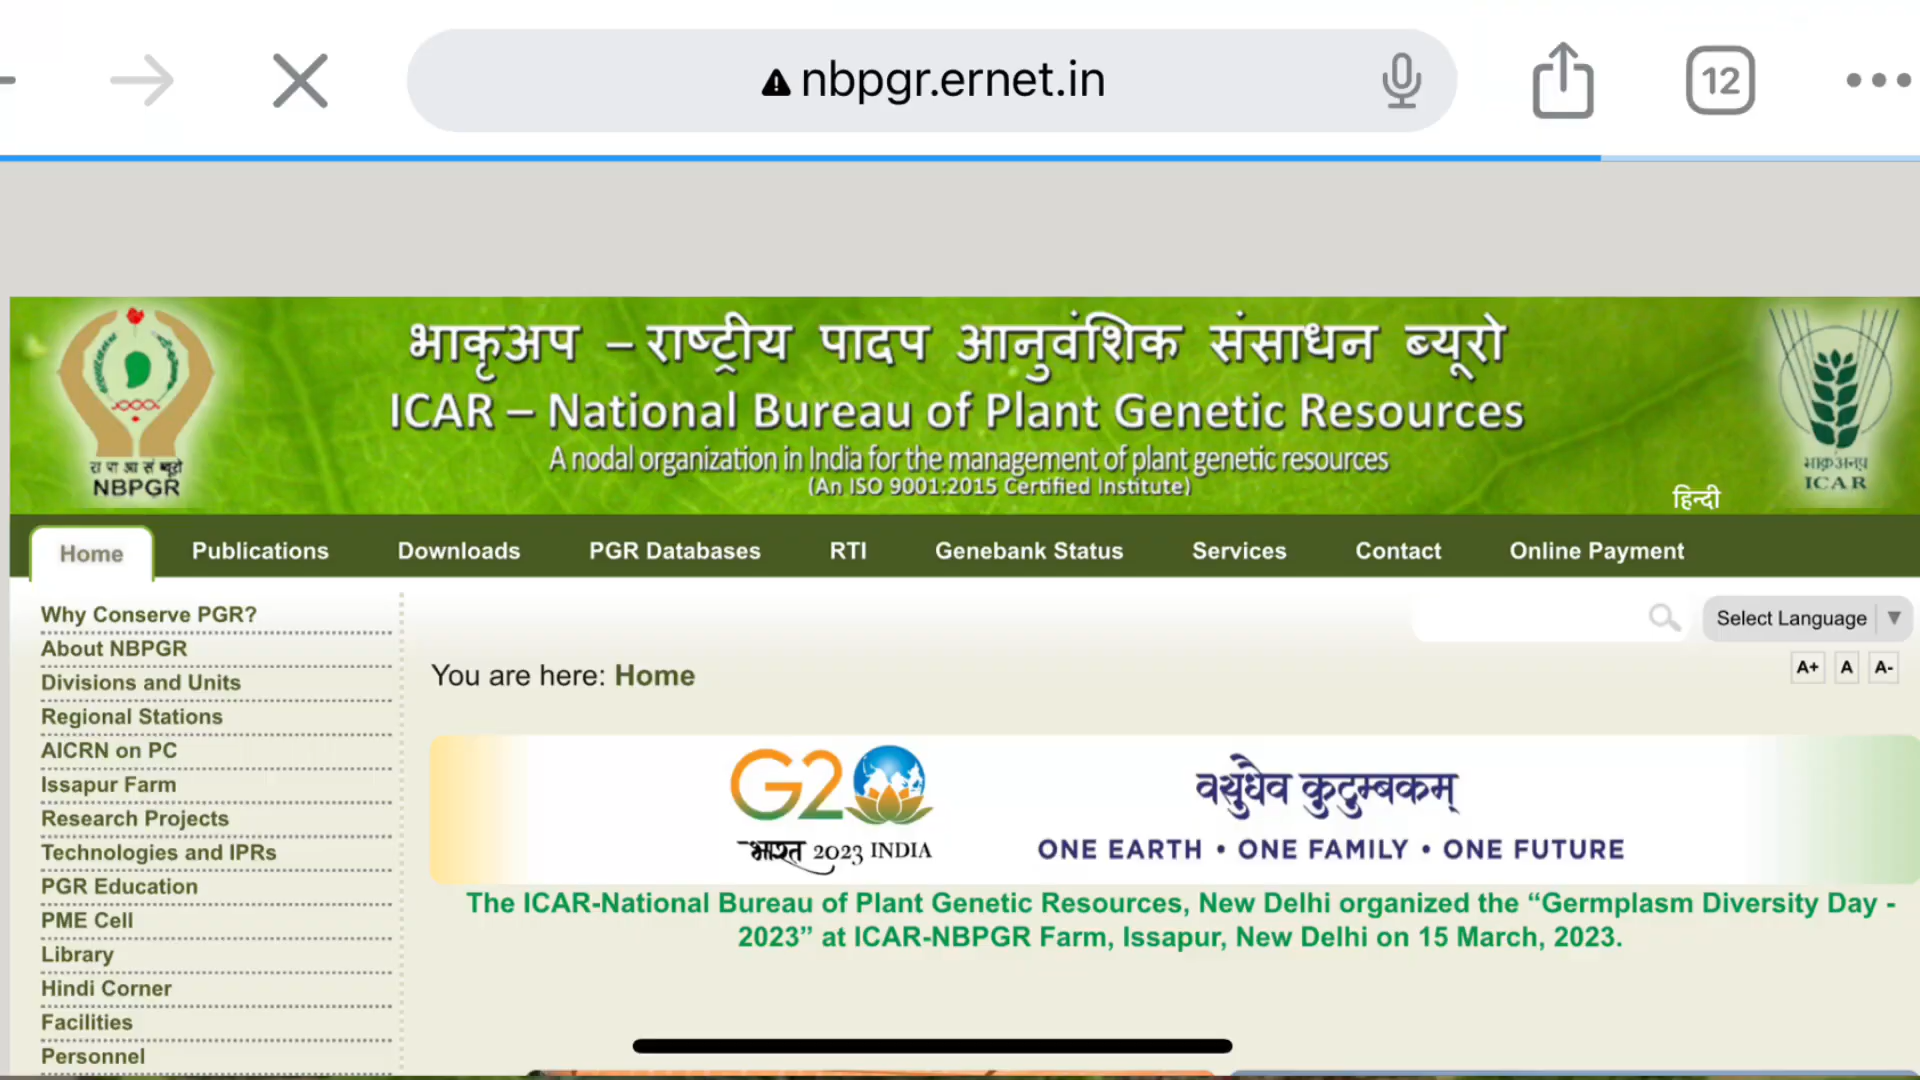 nbpgr.ernet.in
12
भाकृअप – राष्ट्रीय पादप आनुवंशिक संसाधन ब्यूरो
ICAR – National Bureau of Plant Genetic Resources
A nodal organization in India for the management of plant genetic resources
(An ISO 9001:2015 Certified Institute)
रा पा आ सं ब्यूरो
NBPGR
हिन्दी
भाकृअनुप
ICAR
Home Publications Downloads PGR Databases RTI Genebank Status Services Contact Online Payment
Why Conserve PGR?
About NBPGR
Divisions and Units
Regional Stations
AICRN on PC
Issapur Farm
Research Projects
Technologies and IPRs
PGR Education
PME Cell
Library
Hindi Corner
Facilities
Personnel
Select Language ▼
A+ A A-
You are here: Home
G20
भारत 2023 INDIA
वसुधैव कुटुम्बकम्
ONE EARTH • ONE FAMILY • ONE FUTURE
The ICAR-National Bureau of Plant Genetic Resources, New Delhi organized the “Germplasm Diversity Day -
2023” at ICAR-NBPGR Farm, Issapur, New Delhi on 15 March, 2023.